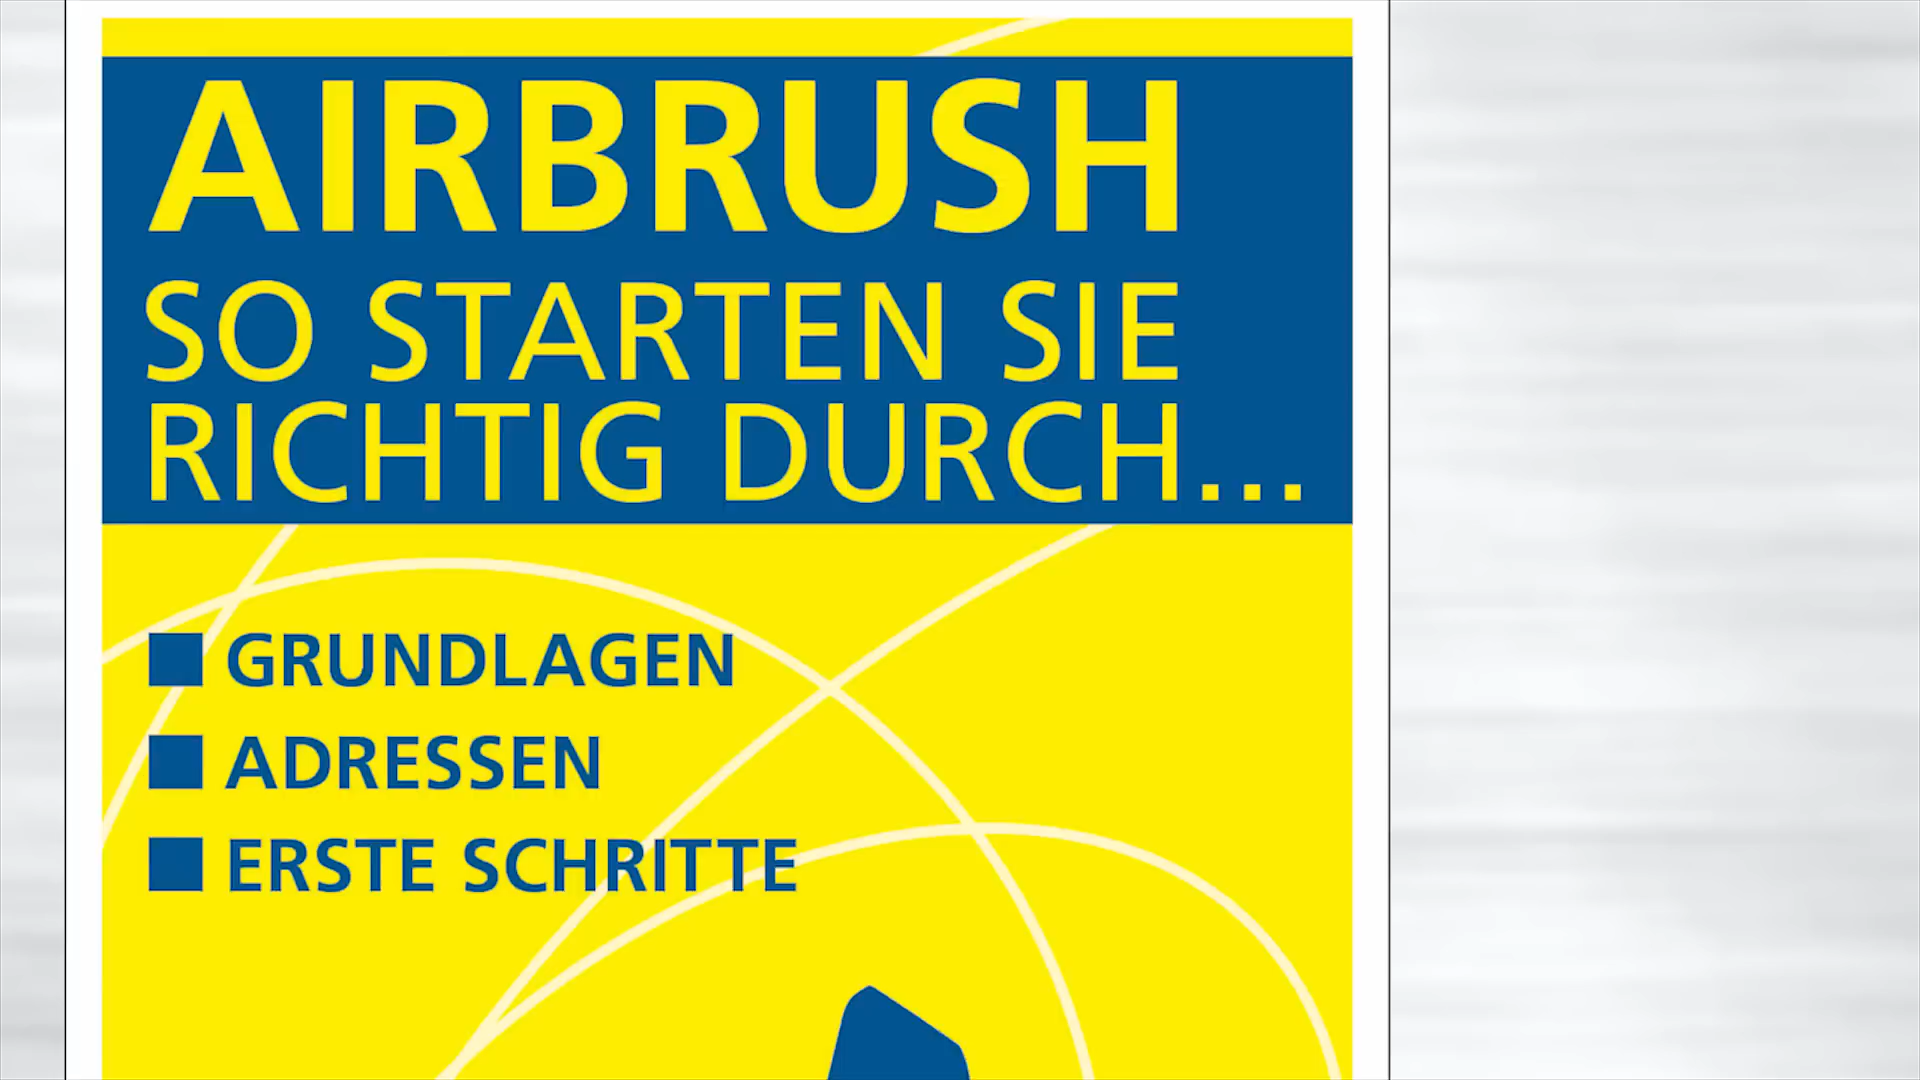 AIRBRUSH
SO STARTEN SIE
RICHTIG DURCH...
GRUNDLAGEN
ADRESSEN
ERSTE SCHRITTE